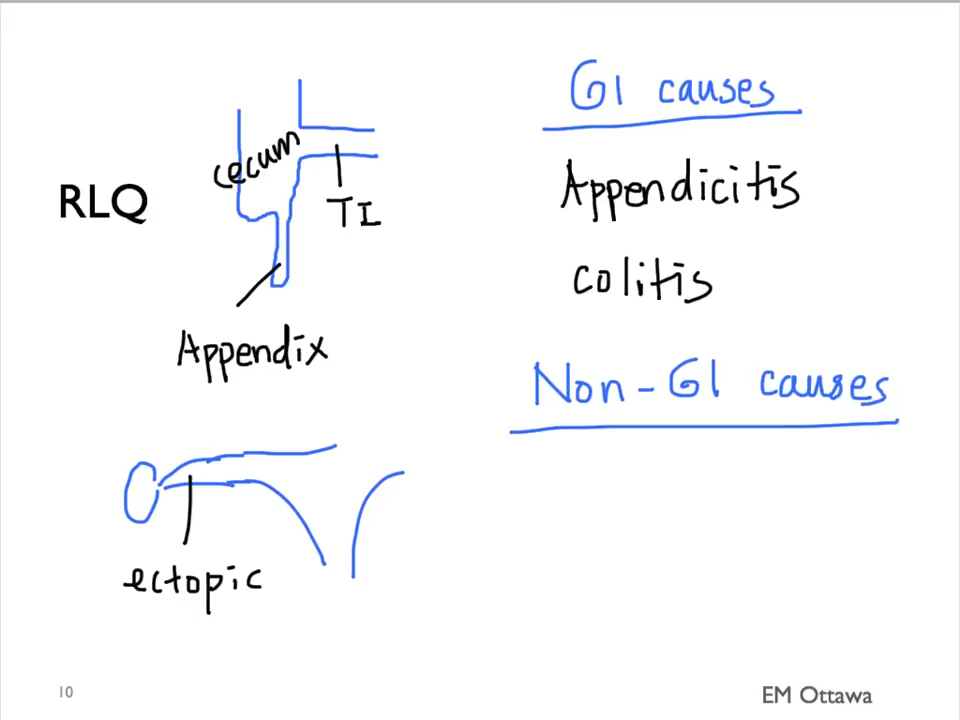 RLQ
cecum
TI
Appendix
ectopic
GI causes
Appendicitis
colitis
Non-GI causes
10
EM Ottawa